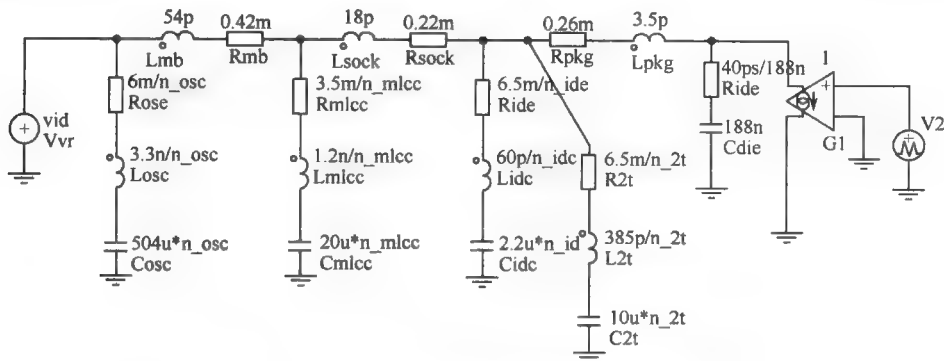 54p
0.42m
18p
0.22m
0.26m
3.5p
Lmb
Rmb
Lsock
Rsock
Rpkg
Lpkg
6m/n_osc
Rose
3.5m/n_mlcc
Rmlcc
6.5m/n_ide
Ride
40ps/188n
Ride
1
vid
Vvr
V2
G1
3.3n/n_osc
Losc
1.2n/n_mlcc
Lmlcc
60p/n_idc
Lidc
188n
Cdie
6.5m/n_2t
R2t
504u*n_osc
Cosc
20u*n_mlcc
Cmlcc
2.2u*n_id
Cidc
385p/n_2t
L2t
10u*n_2t
C2t